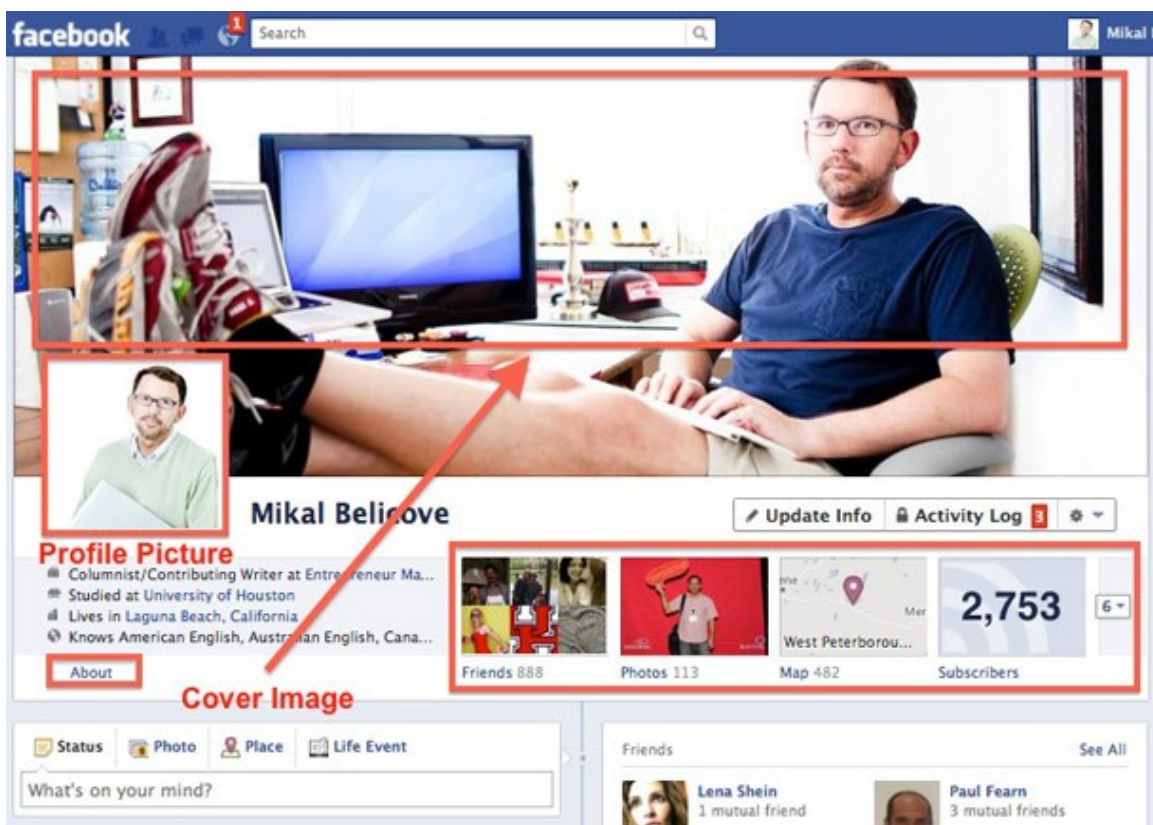 facebook
1
Search
Mikal
Mikal Belicove
Update Info
Activity Log 3
Profile Picture
Columnist/Contributing Writer at Entrepreneur Ma...
Studied at University of Houston
Lives in Laguna Beach, California
Knows American English, Australian English, Cana...
About
Cover Image
West Peterborou...
2,753
6
Friends 888
Photos 113
Map 482
Subscribers
Status
Photo
Place
Life Event
What's on your mind?
Friends
See All
Lena Shein
1 mutual friend
Paul Fearn
3 mutual friends